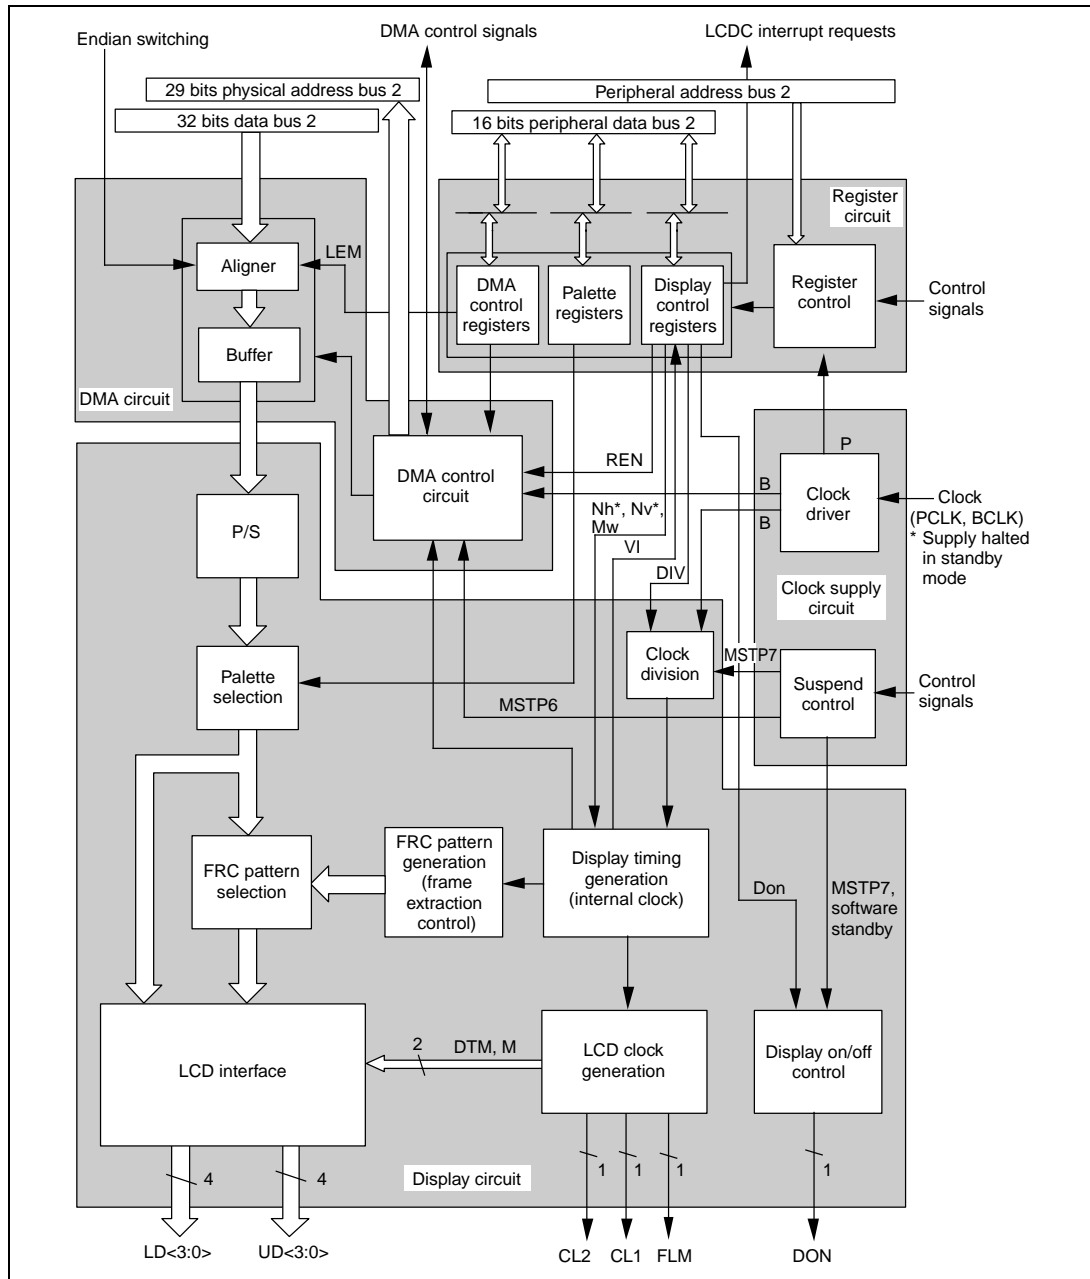 Endian switching
DMA control signals
LCDC interrupt requests
29 bits physical address bus 2
Peripheral address bus 2
32 bits data bus 2
16 bits peripheral data bus 2
Register
circuit
LEM
Aligner
DMA
control
registers
Palette
registers
Display
control
registers
Register
control
Control
signals
Buffer
DMA circuit
P
REN
B
DMA control
circuit
Clock
driver
Clock
(PCLK, BCLK)
* Supply halted
in standby
mode
B
Nh*, Nv*,
Mw
VI
P/S
DIV
Clock supply
circuit
Clock
division
MSTP7
Palette
selection
Suspend
control
Control
signals
MSTP6
FRC pattern
selection
FRC pattern
generation
(frame
extraction
control)
Display timing
generation
(internal clock)
Don
MSTP7,
software
standby
LCD interface
2
DTM, M
LCD clock
generation
Display on/off
control
4
4
Display circuit
1
1
1
1
LD<3:0>
UD<3:0>
CL2
CL1
FLM
DON